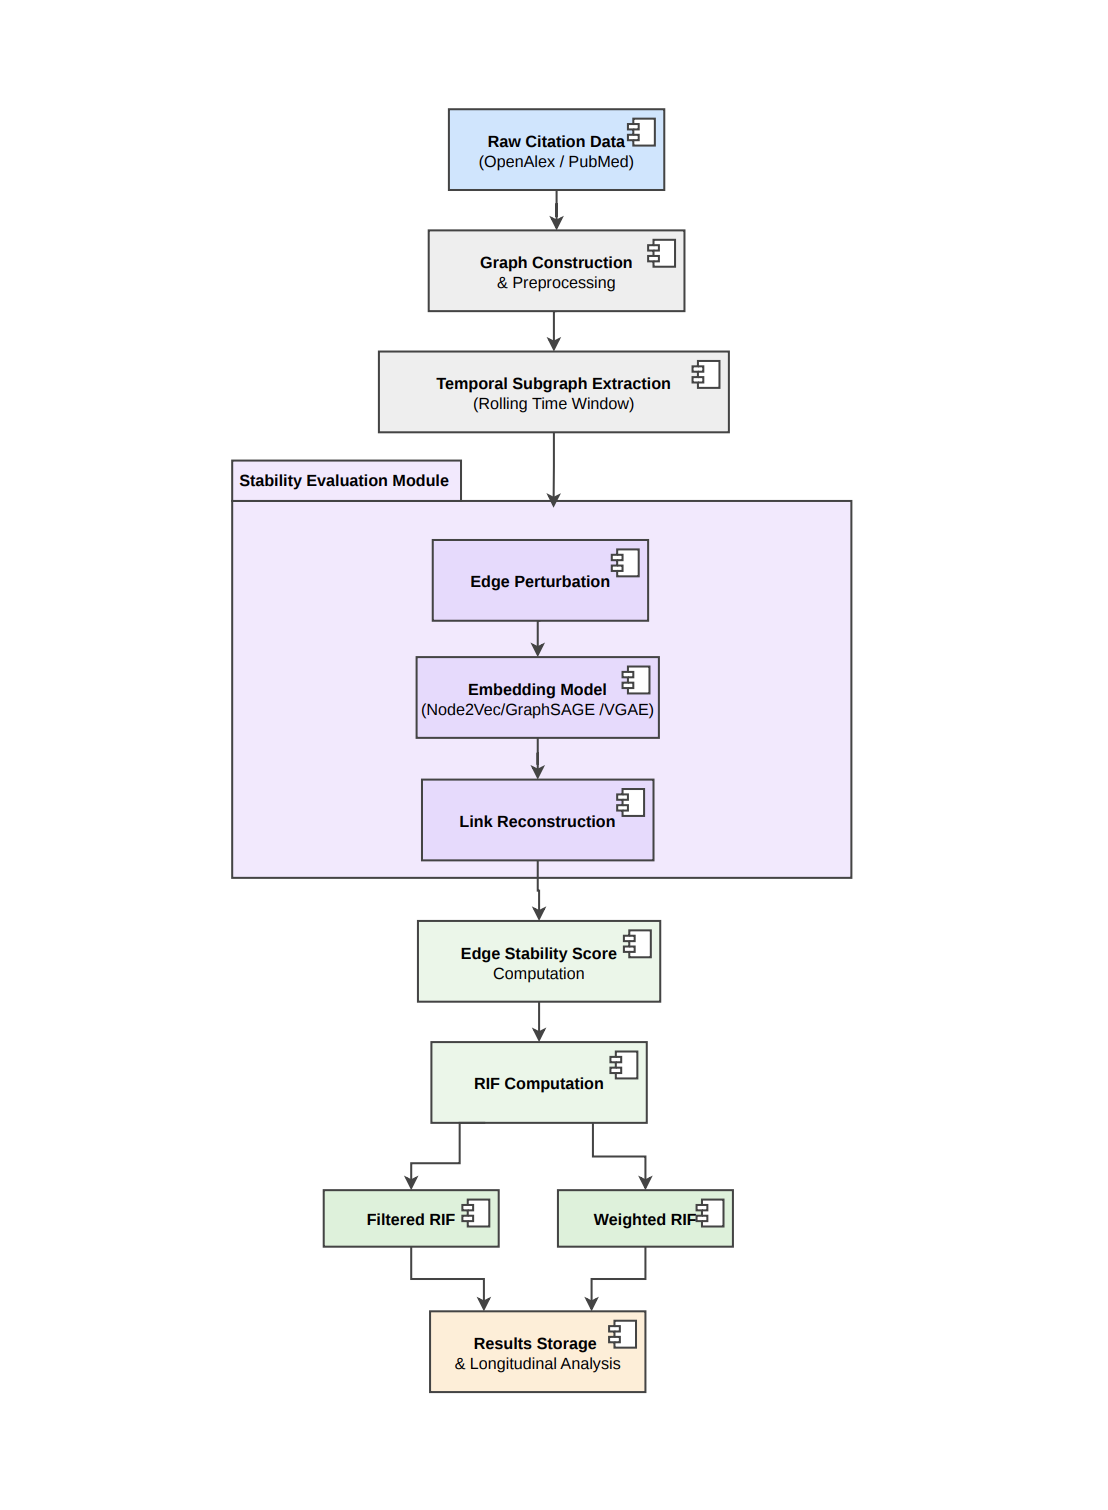 Raw Citation Data
(OpenAlex / PubMed)
Graph Construction
& Preprocessing
Temporal Subgraph Extraction
(Rolling Time Window)
Stability Evaluation Module
Edge Perturbation
Embedding Model
(Node2Vec/GraphSAGE /VGAE)
Link Reconstruction
Edge Stability Score
Computation
RIF Computation
Filtered RIF
Weighted RIF
Results Storage
& Longitudinal Analysis